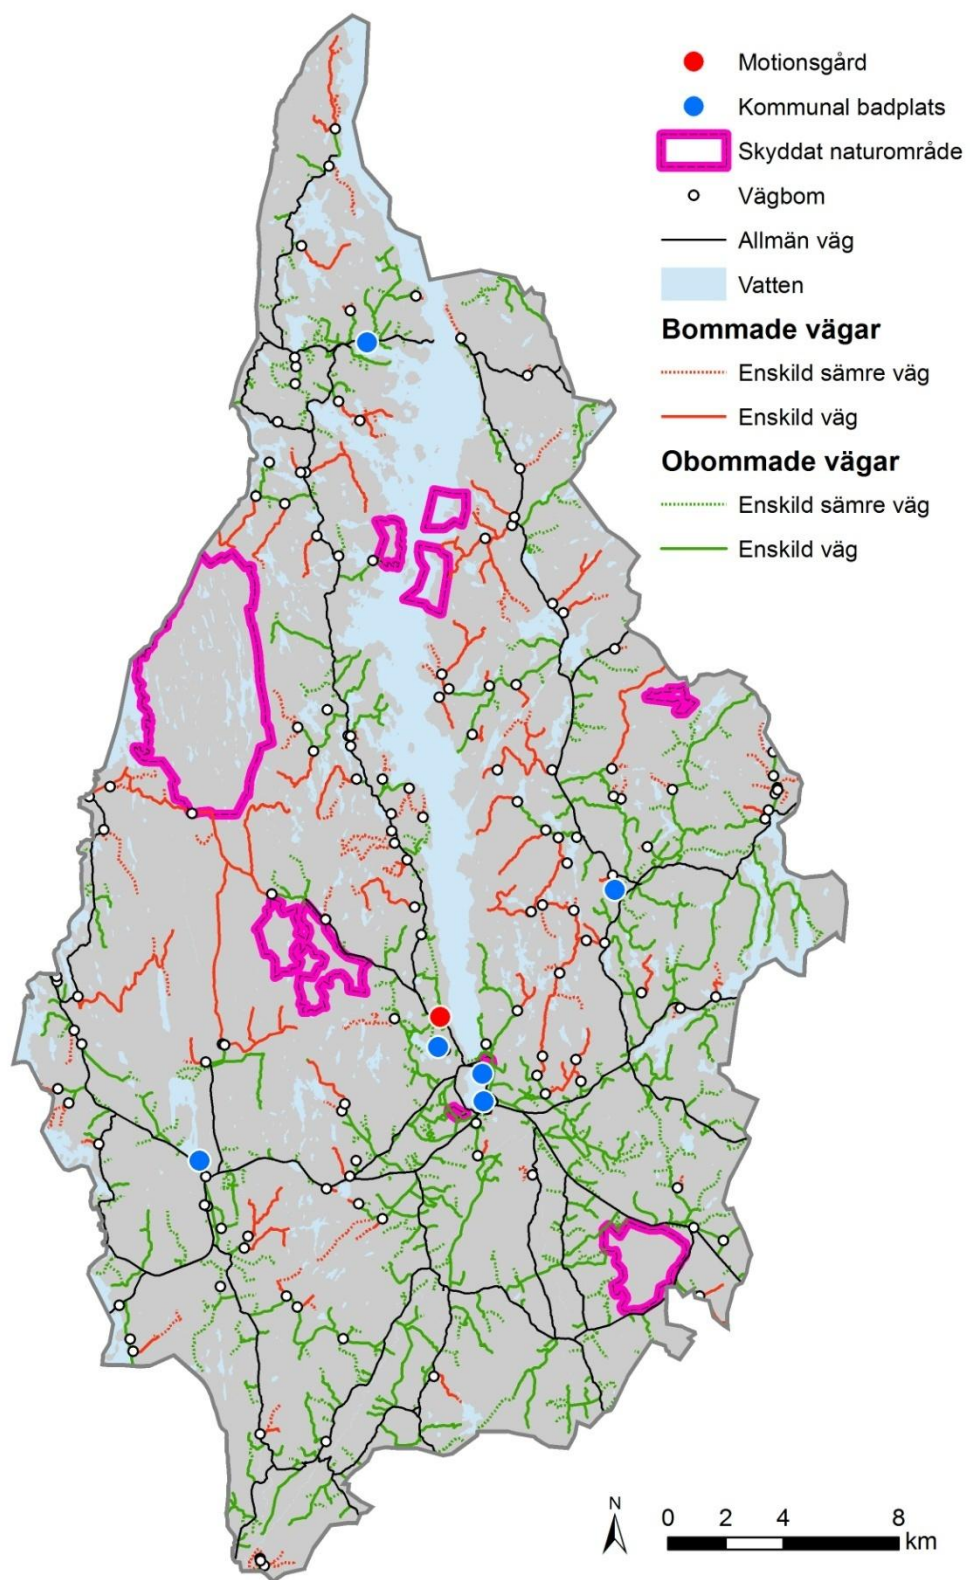 Motionsgård
Kommunal badplats
Skyddat naturområde
Vägbom
Allmän väg
Vatten
Bommade vägar
Enskild sämre väg
Enskild väg
Obommade vägar
Enskild sämre väg
Enskild väg
N
0 2 4 8
km